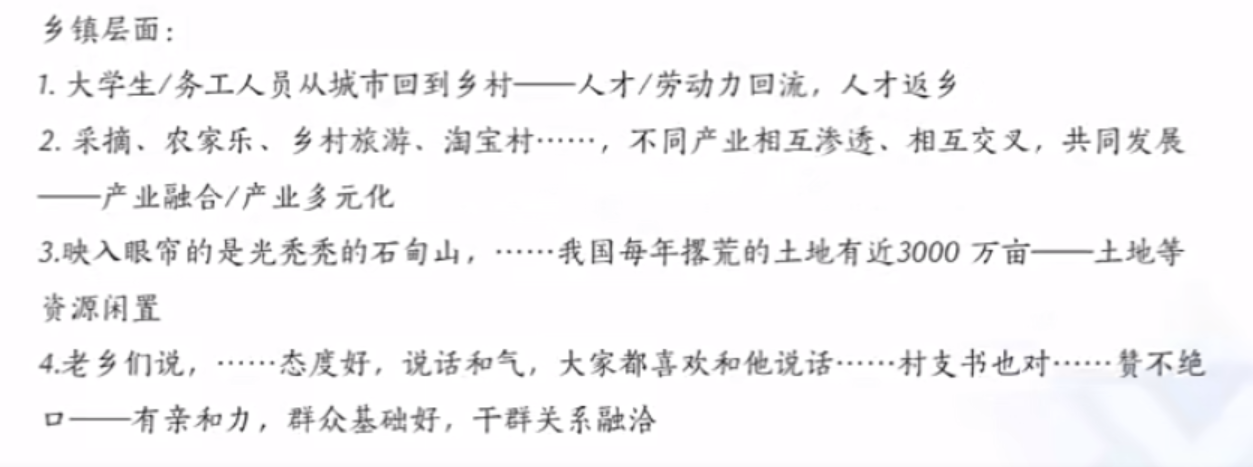 乡镇层面：
1. 大学生/务工人员从城市回到乡村——人才/劳动力回流，人才返乡
2. 采摘、农家乐、乡村旅游、淘宝村……，不同产业相互渗透、相互交叉，共同发展
——产业融合/产业多元化
3.映入眼帘的是光秃秃的石旮山，……我国每年撂荒的土地有近3000 万亩——土地等
资源闲置
4.老乡们说，……态度好，说话和气，大家都喜欢和他说话……村支书也对……赞不绝
口——有亲和力，群众基础好，干群关系融洽